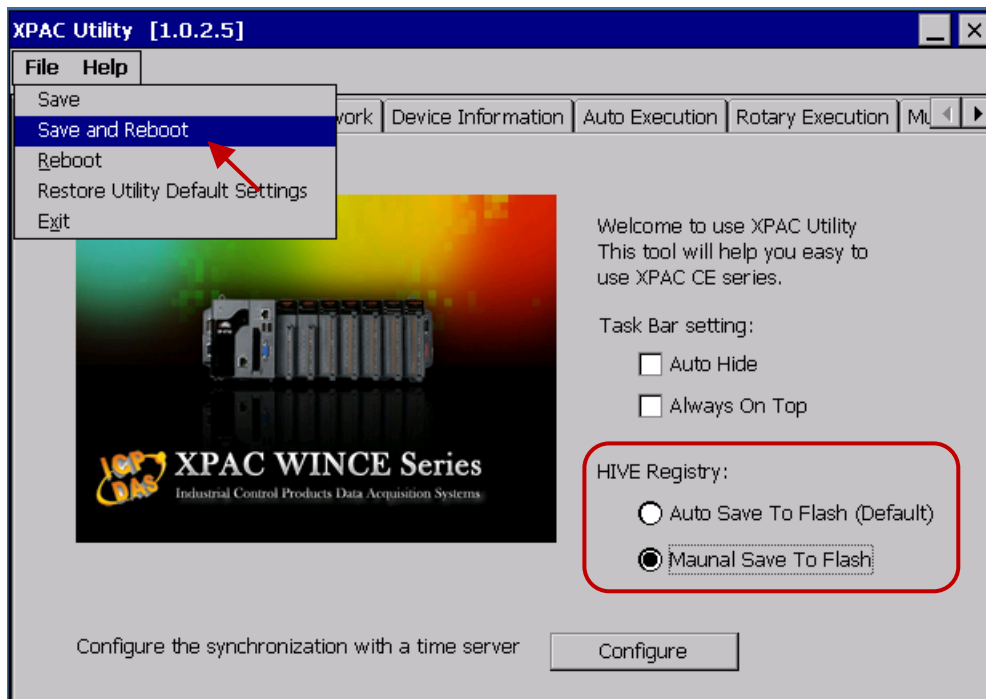 XPAC Utility [1.0.2.5]
File Help
Save
Save and Reboot
Reboot
Restore Utility Default Settings
Exit
work Device Information Auto Execution Rotary Execution Mu
Welcome to use XPAC Utility
This tool will help you easy to
use XPAC CE series.
Task Bar setting:
Auto Hide
Always On Top
ICP
DAS
XPAC WINCE Series
Industrial Control Products Data Acquisition Systems
HIVE Registry:
Auto Save To Flash (Default)
Maunal Save To Flash
Configure the synchronization with a time server
Configure